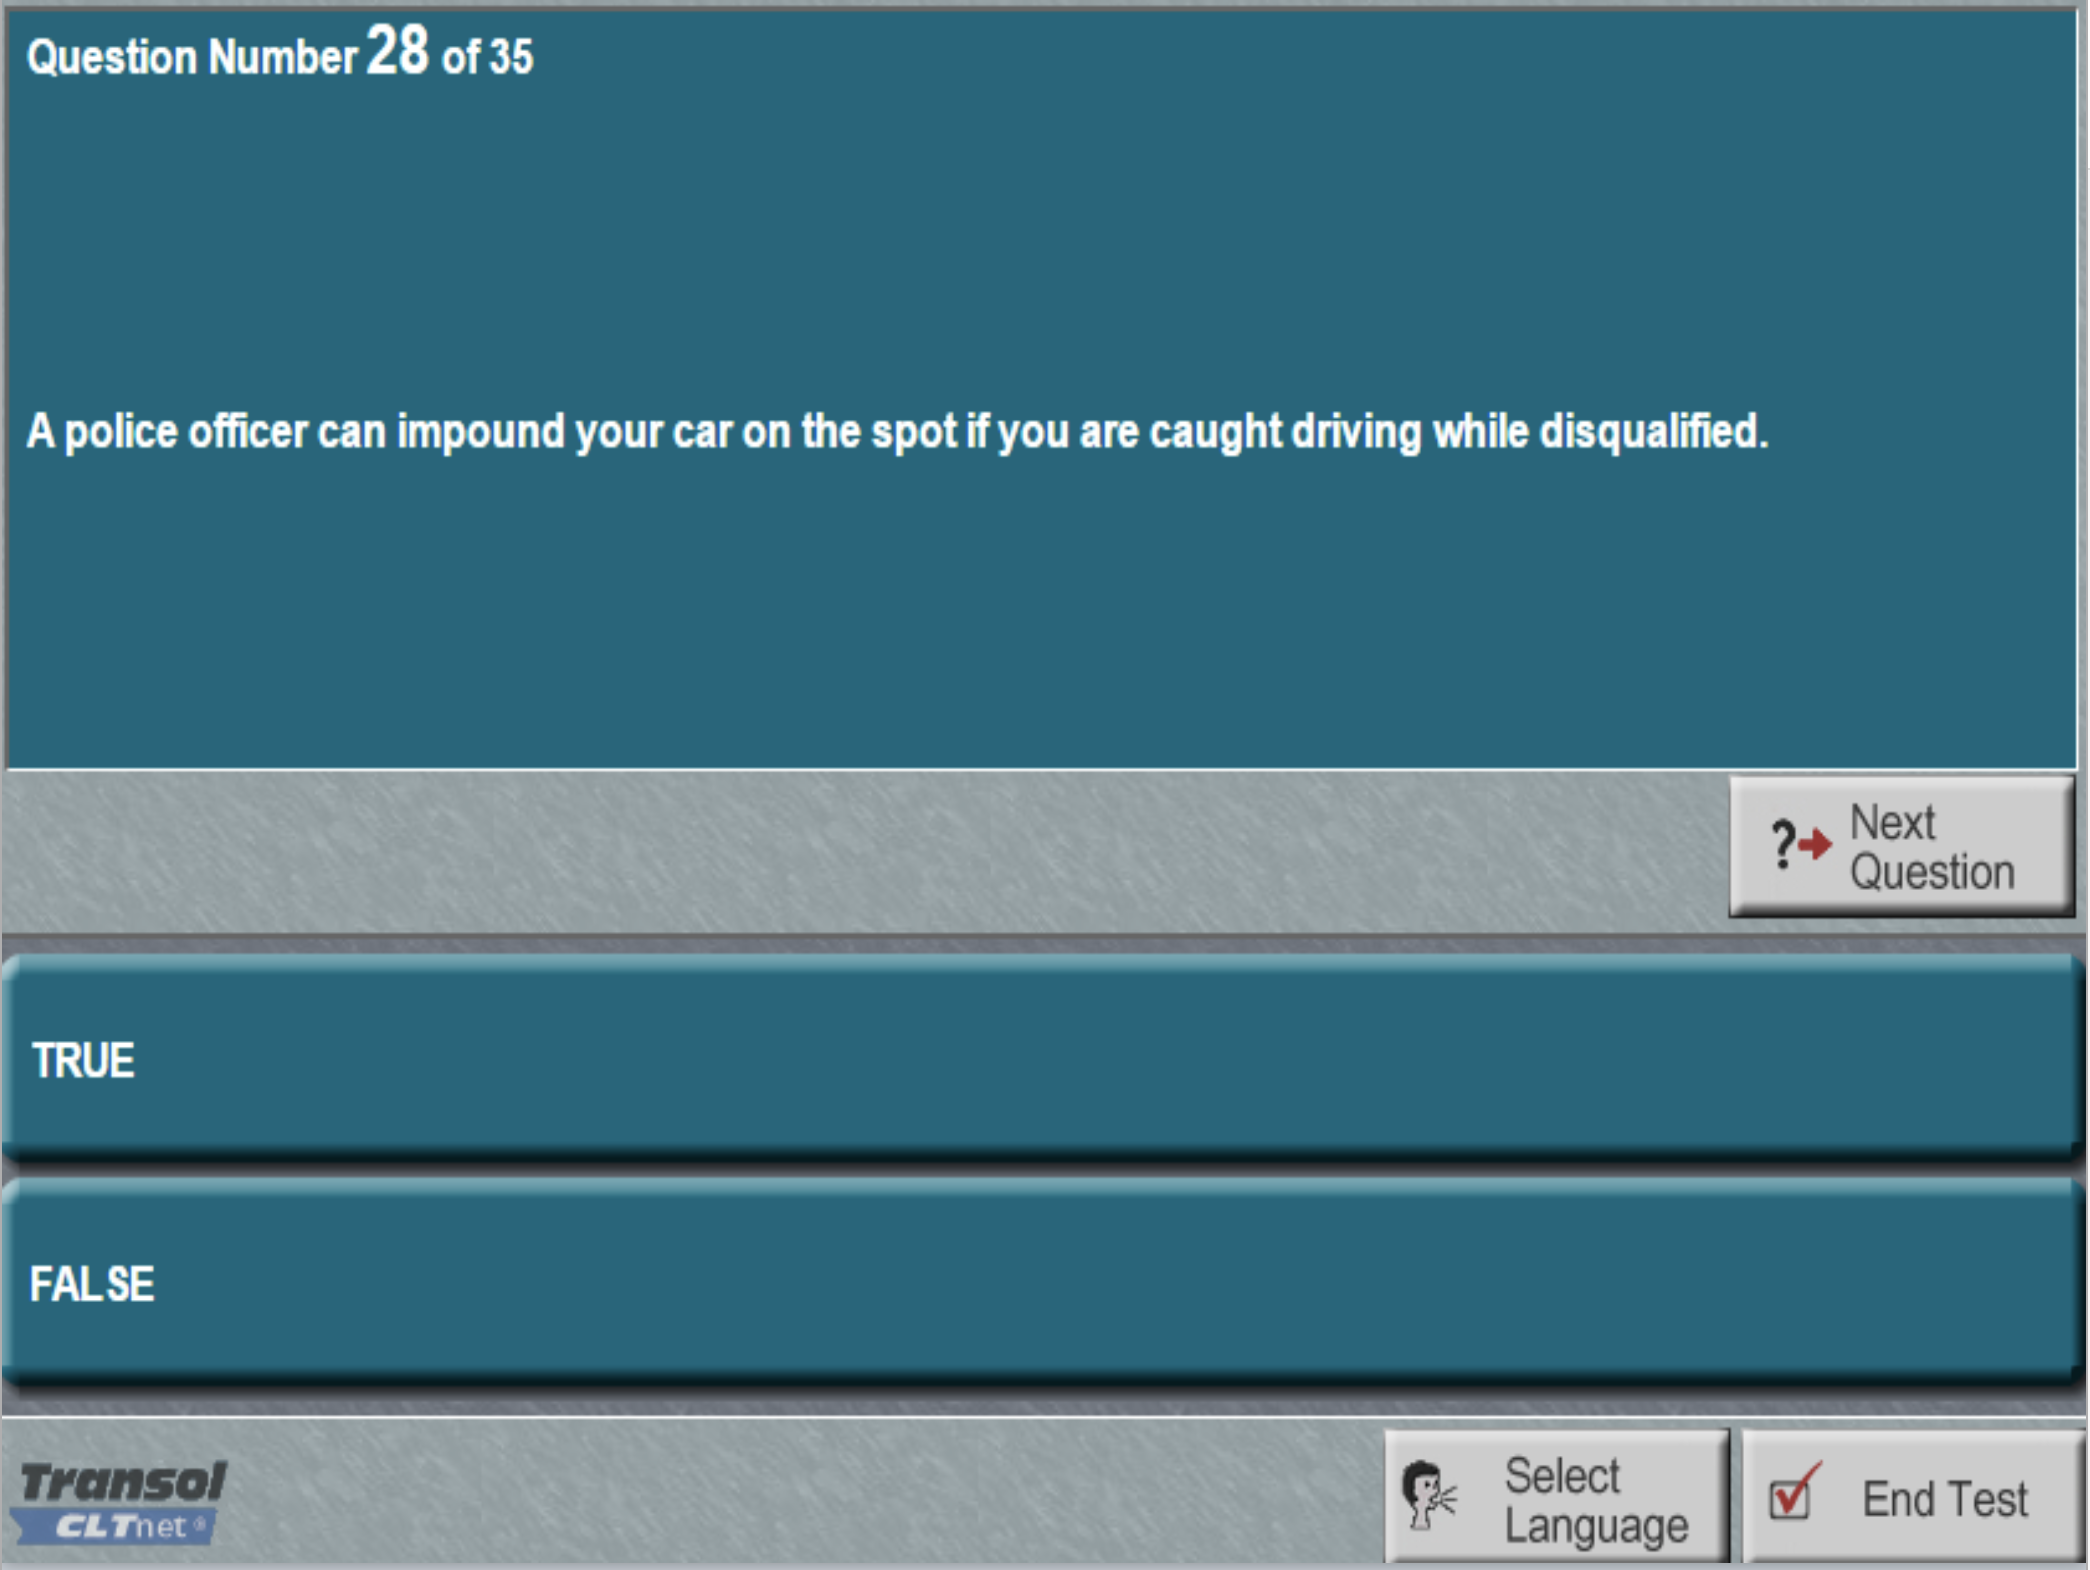 Question Number 28 of 35
A police officer can impound your car on the spot if you are caught driving while disqualified.
Next
Question
TRUE
FALSE
Transol
CLTnet ®
Select
Language
End Test